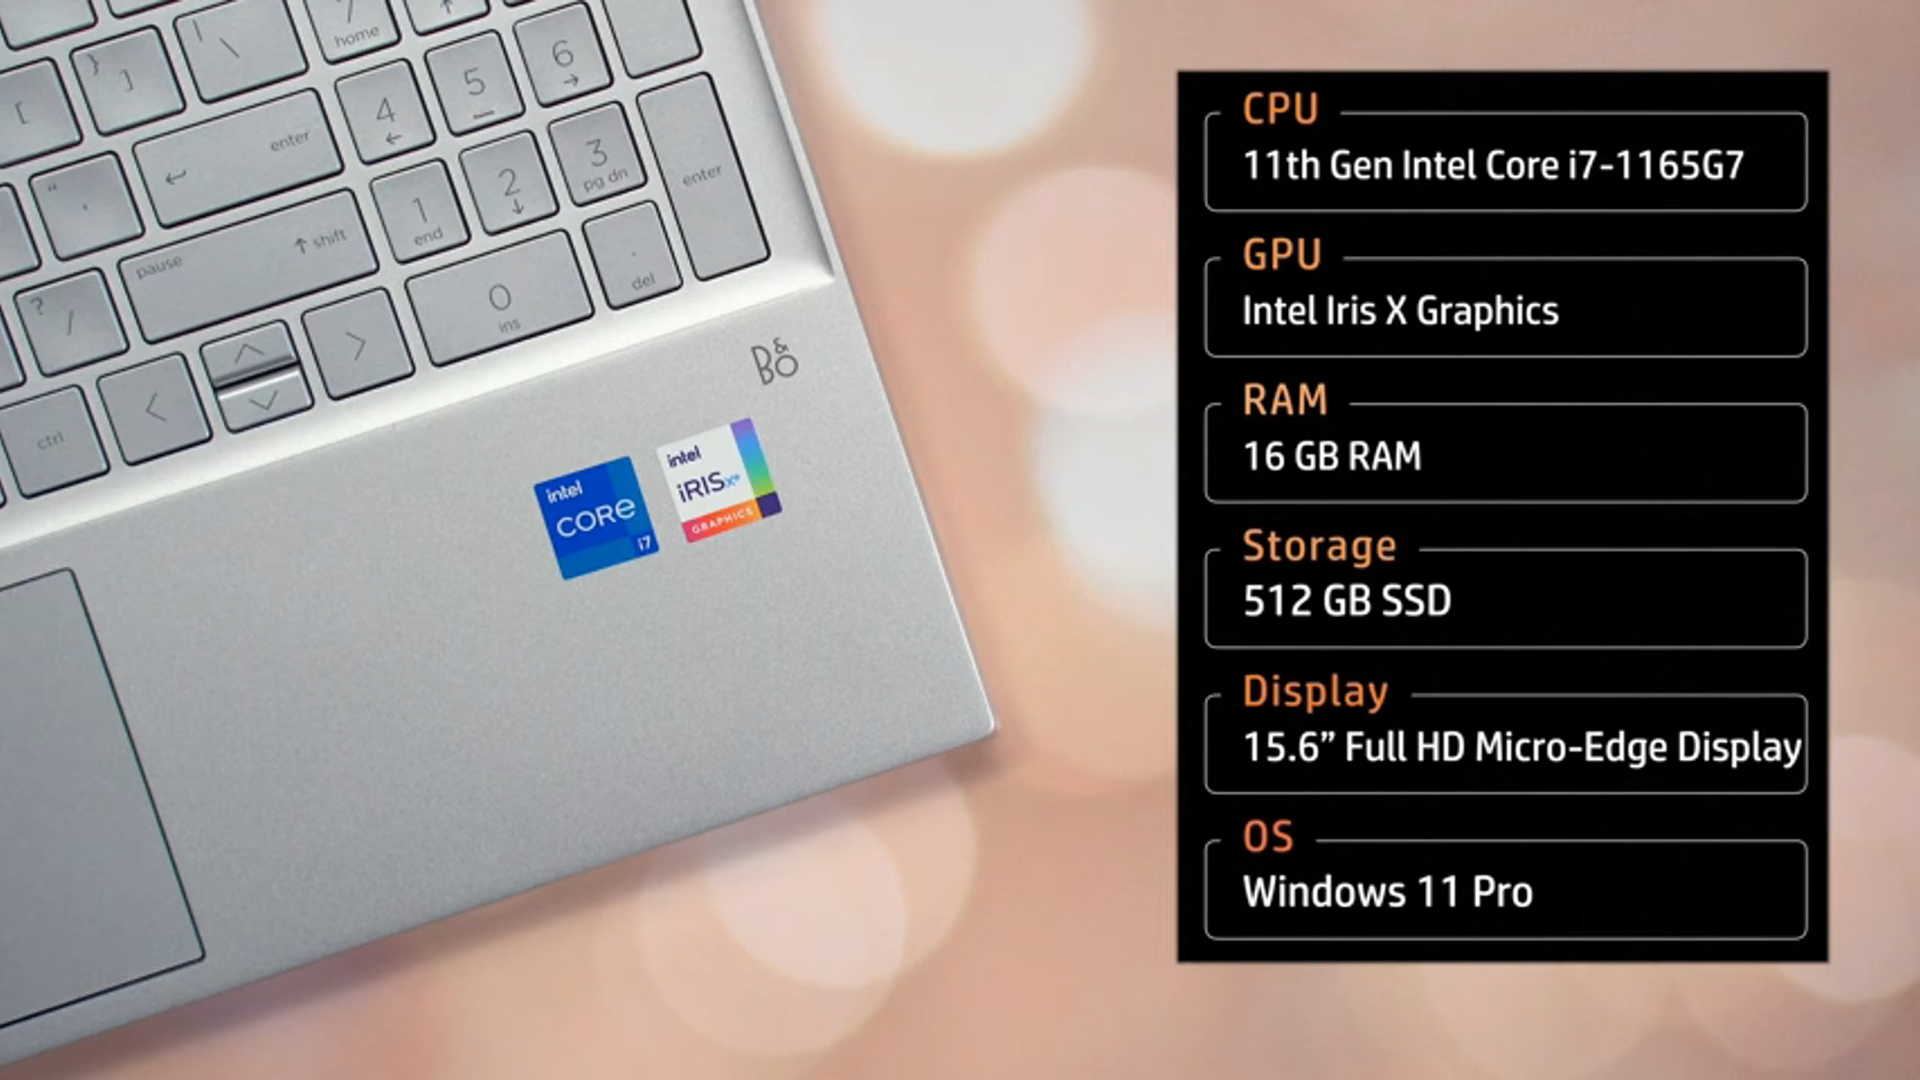 7
home
}
]
|
\
[
4
5
6
enter
"
'
1
end
2
3
pg dn
enter
pause
shift
?
/
0
ins
.
del
ctrl
B&O
intel
CORE
i7
intel
iRISxe
GRAPHICS
CPU
11th Gen Intel Core i7-1165G7
GPU
Intel Iris X Graphics
RAM
16 GB RAM
Storage
512 GB SSD
Display
15.6” Full HD Micro-Edge Display
OS
Windows 11 Pro